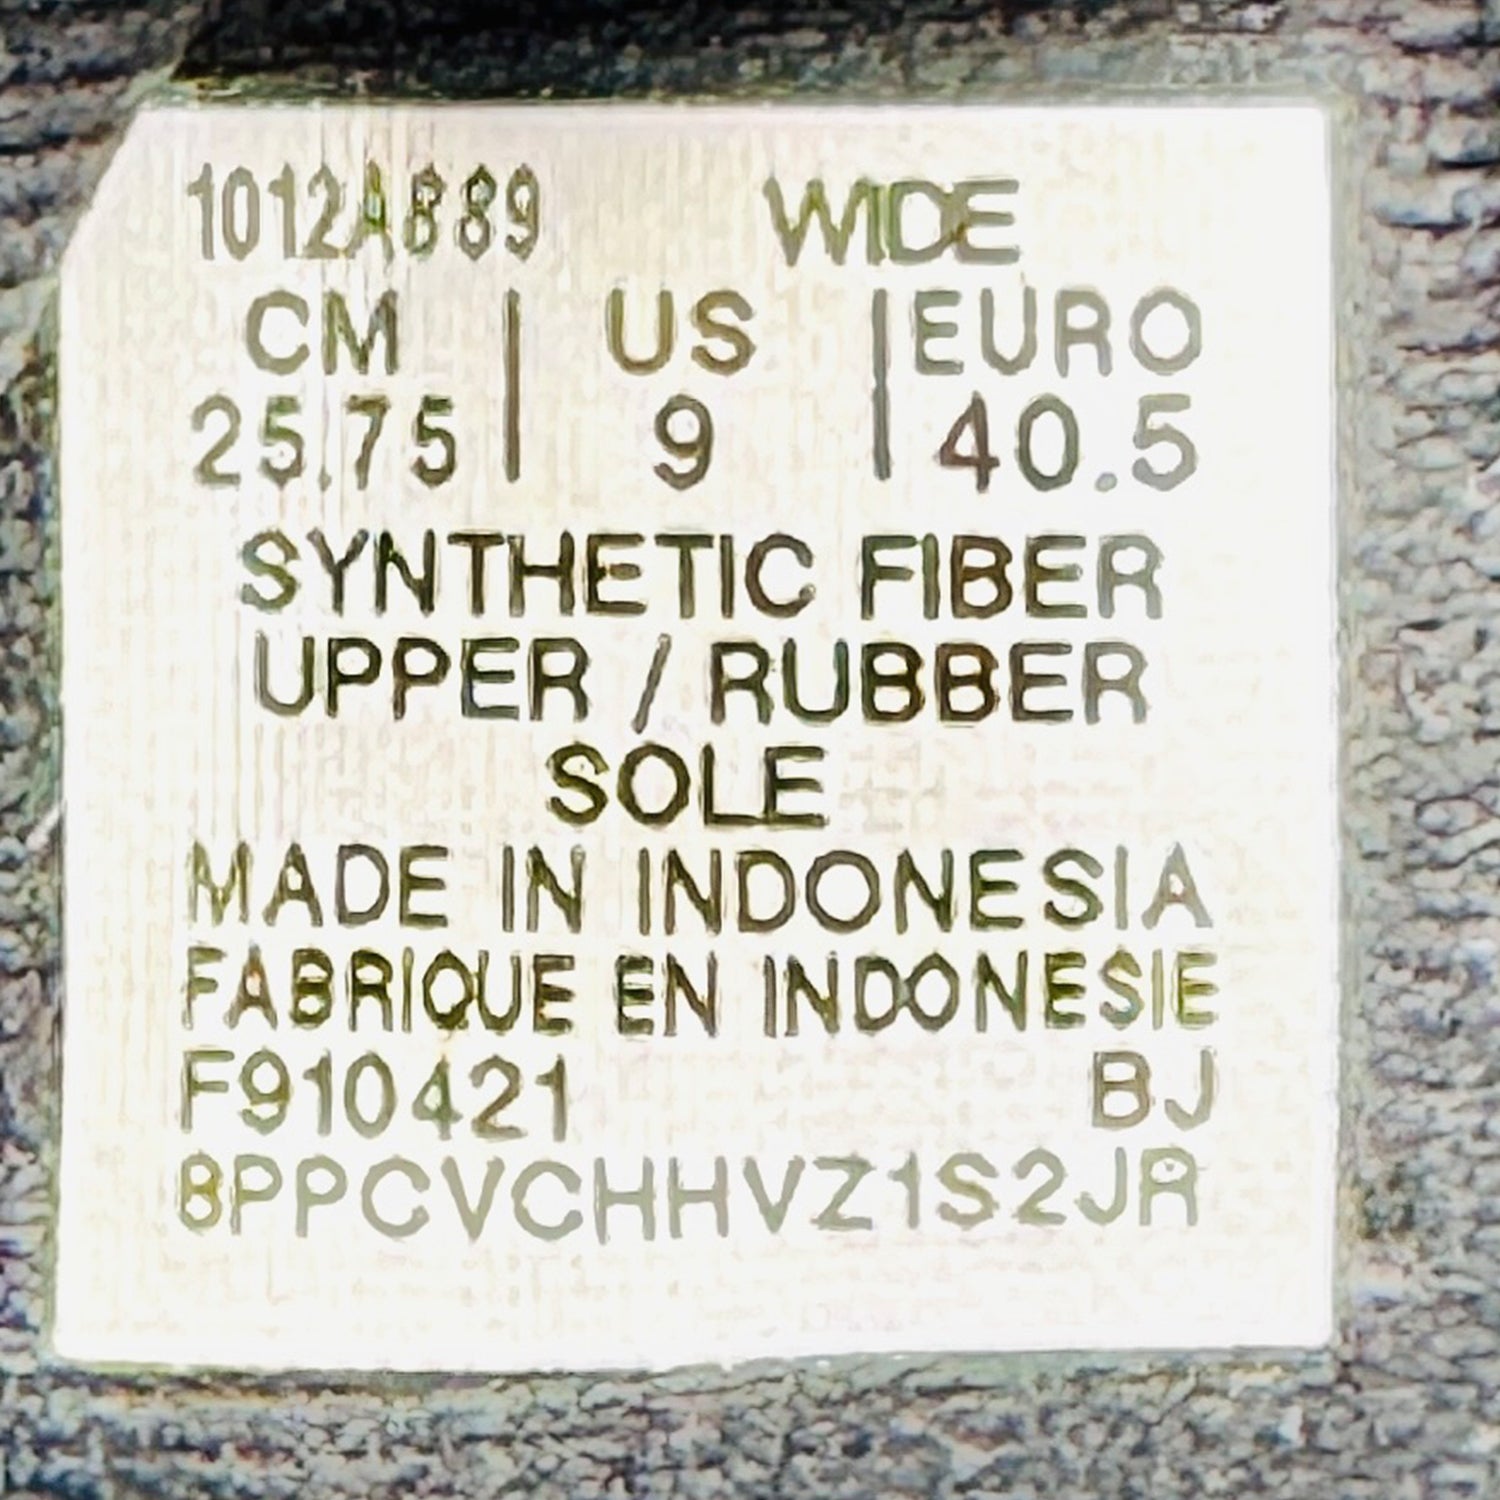 1012A889 WIDE
CM | US | EURO
25.75 | 9 | 40.5
SYNTHETIC FIBER
UPPER / RUBBER
SOLE
MADE IN INDONESIA
FABRIQUE EN INDONESIE
F910421 BJ
8PPCVCHHVZ1S2JR